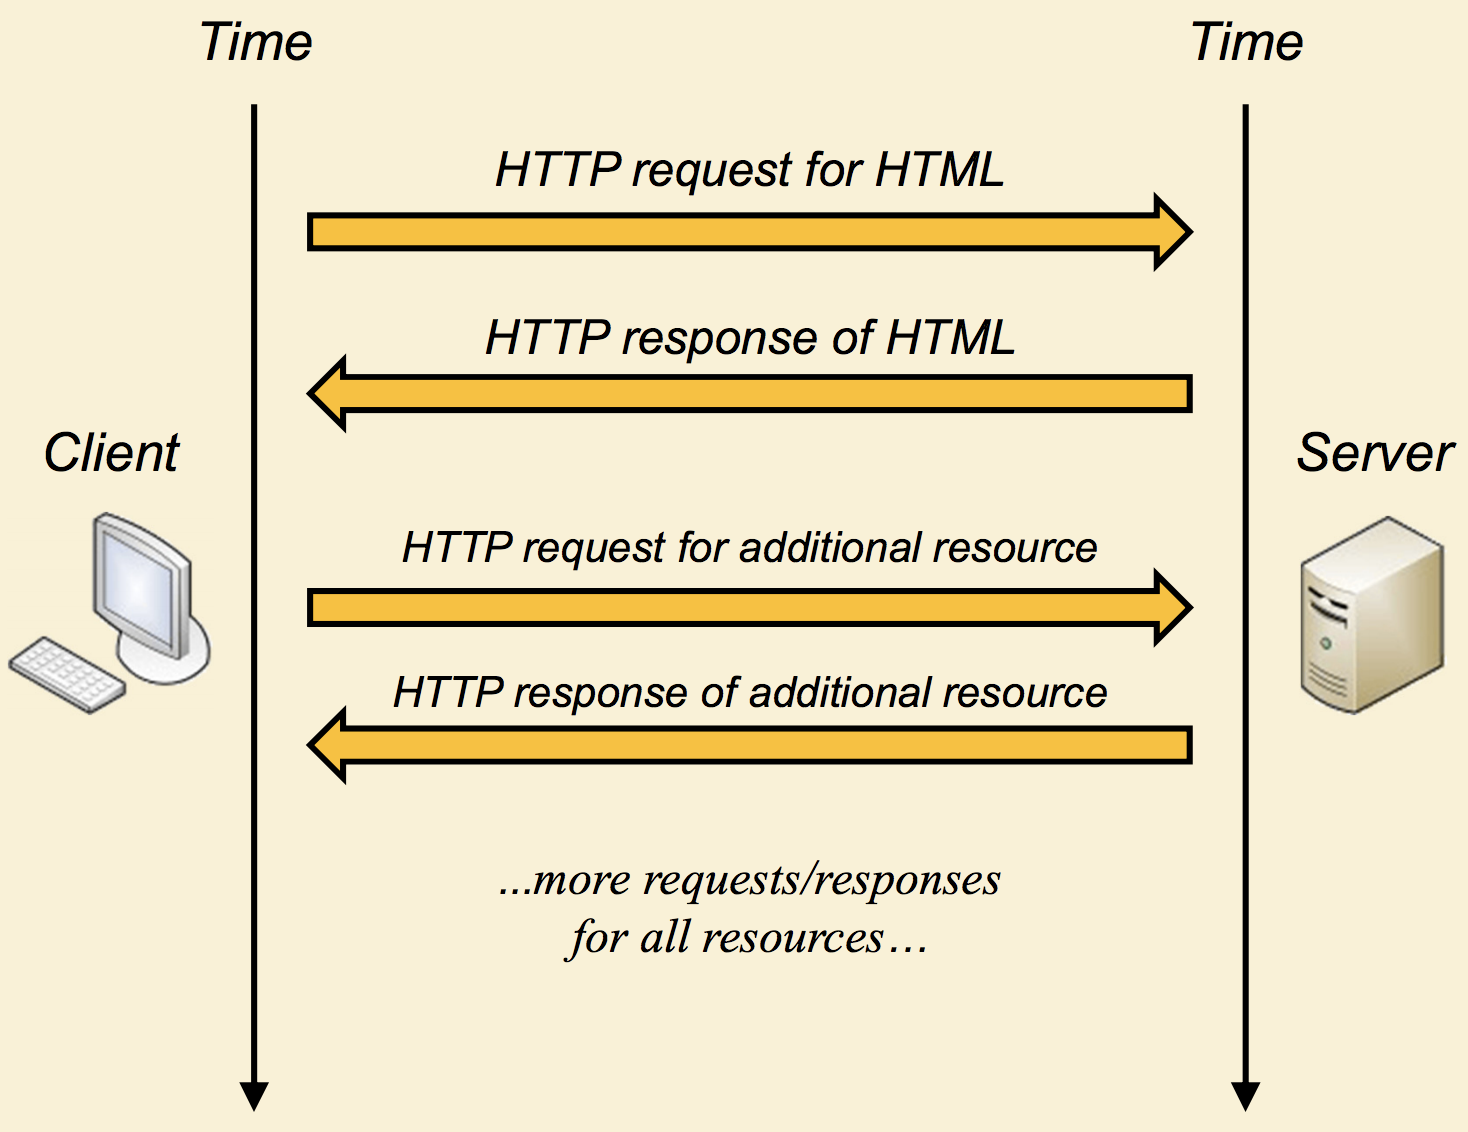 Time
Time
HTTP request for HTML
HTTP response of HTML
Client
Server
HTTP request for additional resource
HTTP response of additional resource
...more requests/responses
for all resources...